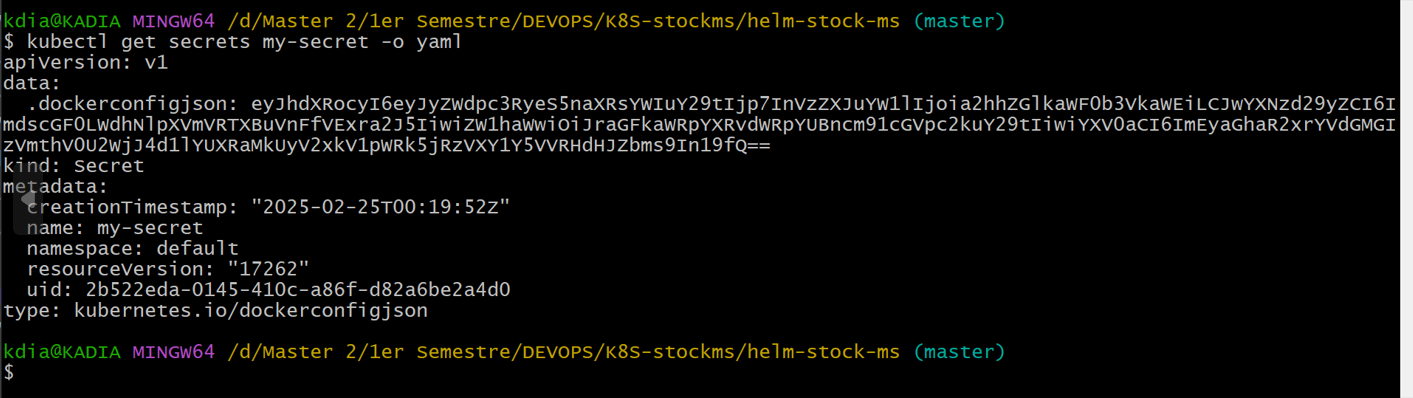 kdia@KADIA MINGW64 /d/Master 2/1er Semestre/DEVOPS/K8S-stockms/helm-stock-ms (master)
$ kubectl get secrets my-secret -o yaml
apiVersion: v1
data:
  .dockerconfigjson: eyJhdXRocyI6eyJyZWdpc3RyeS5naXRsYWIuY29tIjp7InVzZXJuYW1lIjoia2hhZGlkaWF0b3VkaWEiLCJwYXNzd29yZCI6I
mdscGF0LWdhNlpXVmVRTXBuVnFfVExra2J5IiwiZW1haWwiOiJraGFkaWRpYXRvdWRpYUBncm91cGVpc2kuY29tIiwiYXV0aCI6ImEyaGhaR2xrYVdGMGI
zVmthV0U2WjJ4d1lYUXRaMkUyV2xkV1pWRk5jRzVXY1Y5VVRHdHJZbms9In19fQ==
kind: Secret
metadata:
  creationTimestamp: "2025-02-25T00:19:52Z"
  name: my-secret
  namespace: default
  resourceVersion: "17262"
  uid: 2b522eda-0145-410c-a86f-d82a6be2a4d0
type: kubernetes.io/dockerconfigjson

kdia@KADIA MINGW64 /d/Master 2/1er Semestre/DEVOPS/K8S-stockms/helm-stock-ms (master)
$